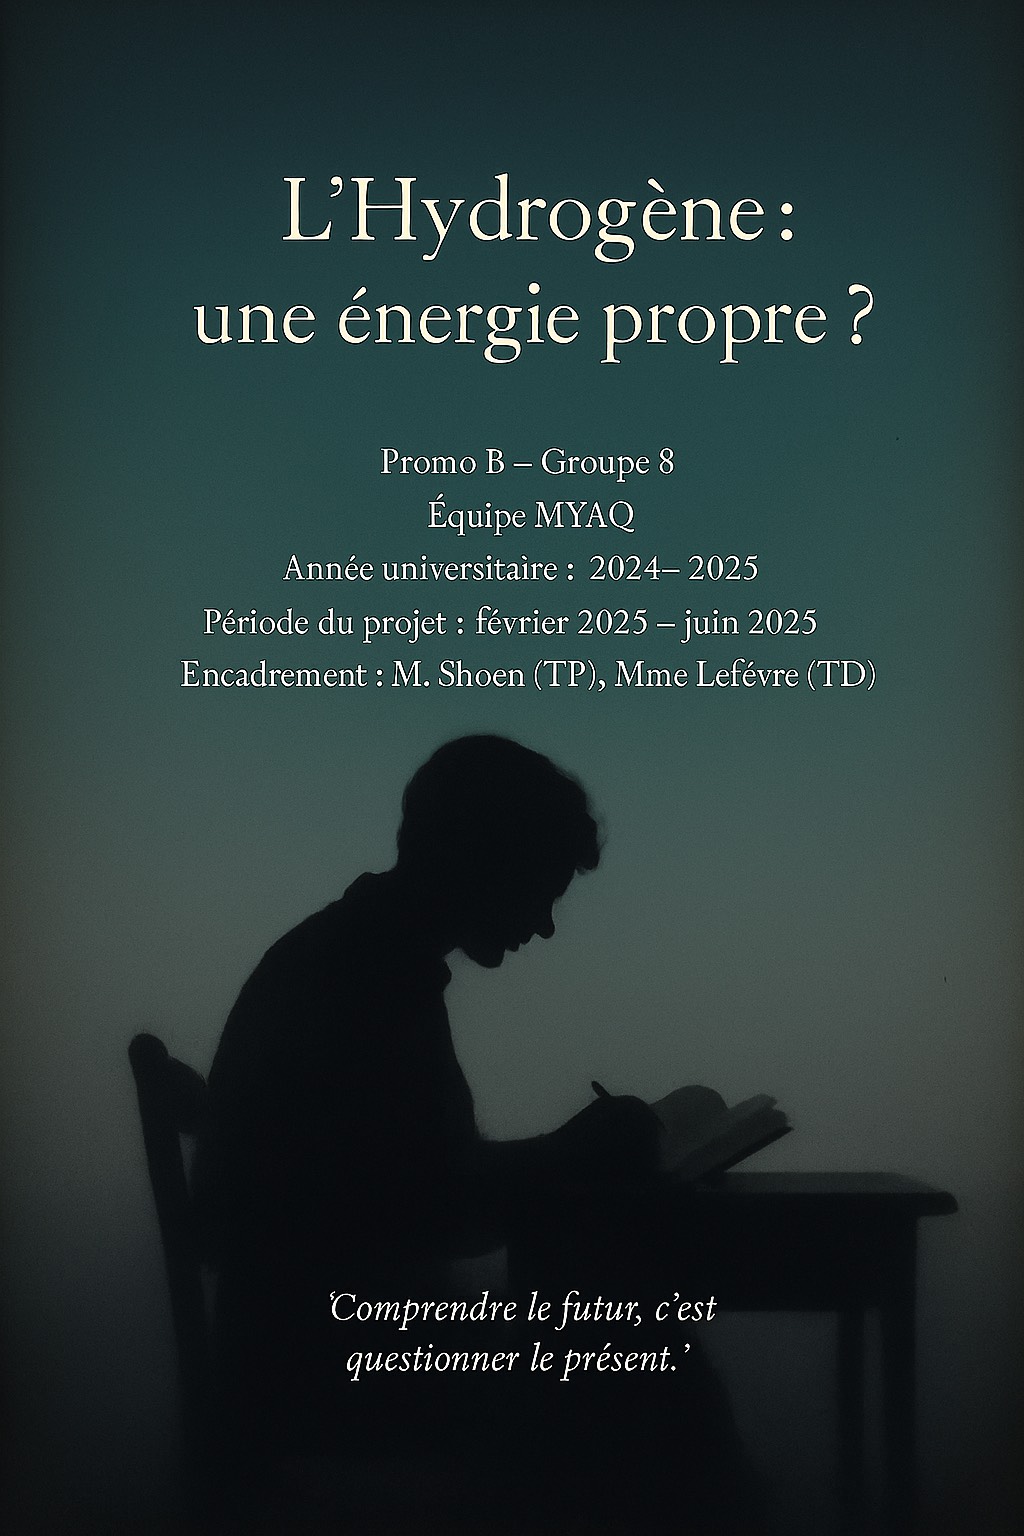 L’Hydrogène :
une énergie propre ?
Promo B – Groupe 8
Équipe MYAQ
Année universitaire : 2024– 2025
Période du projet : février 2025 – juin 2025
Encadrement : M. Shoen (TP), Mme Lefévre (TD)
‘Comprendre le futur, c’est
questionner le présent.’